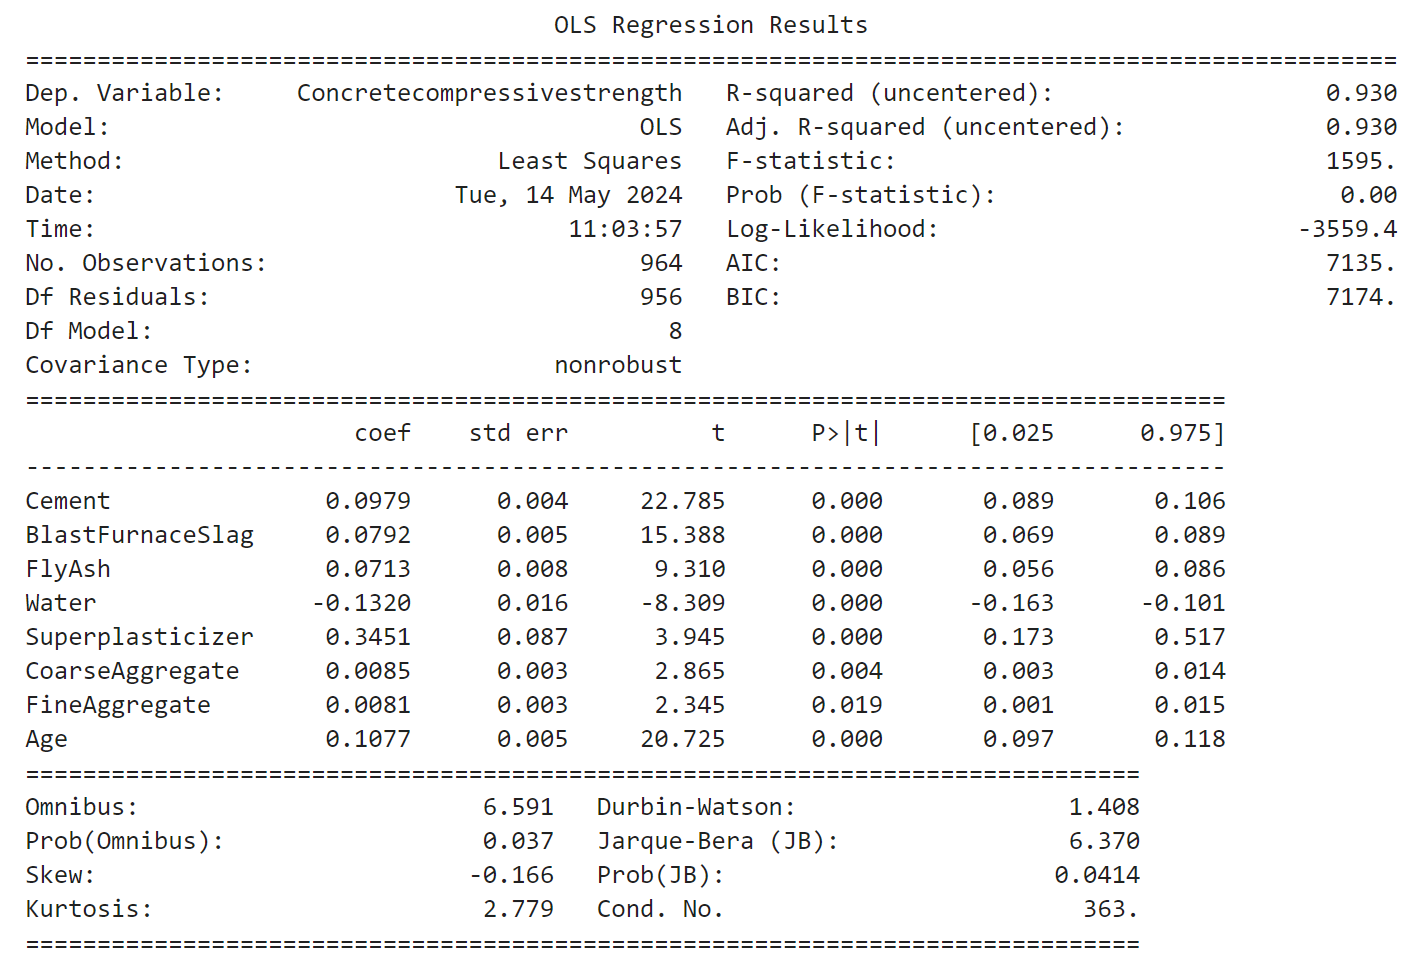 OLS Regression Results
==============================================================================================
Dep. Variable:     Concretecompressivestrength   R-squared (uncentered):                   0.930
Model:                                     OLS   Adj. R-squared (uncentered):              0.930
Method:                          Least Squares   F-statistic:                              1595.
Date:                         Tue, 14 May 2024   Prob (F-statistic):                        0.00
Time:                                 11:03:57   Log-Likelihood:                         -3559.4
No. Observations:                          964   AIC:                                      7135.
Df Residuals:                              956   BIC:                                      7174.
Df Model:                                    8
Covariance Type:                     nonrobust
====================================================================================
                       coef    std err          t      P>|t|      [0.025      0.975]
------------------------------------------------------------------------------------
Cement               0.0979      0.004     22.785      0.000       0.089       0.106
BlastFurnaceSlag     0.0792      0.005     15.388      0.000       0.069       0.089
FlyAsh               0.0713      0.008      9.310      0.000       0.056       0.086
Water               -0.1320      0.016     -8.309      0.000      -0.163      -0.101
Superplasticizer     0.3451      0.087      3.945      0.000       0.173       0.517
CoarseAggregate      0.0085      0.003      2.865      0.004       0.003       0.014
FineAggregate        0.0081      0.003      2.345      0.019       0.001       0.015
Age                  0.1077      0.005     20.725      0.000       0.097       0.118
==============================================================================
Omnibus:                        6.591   Durbin-Watson:                   1.408
Prob(Omnibus):                  0.037   Jarque-Bera (JB):                6.370
Skew:                          -0.166   Prob(JB):                       0.0414
Kurtosis:                       2.779   Cond. No.                         363.
==============================================================================